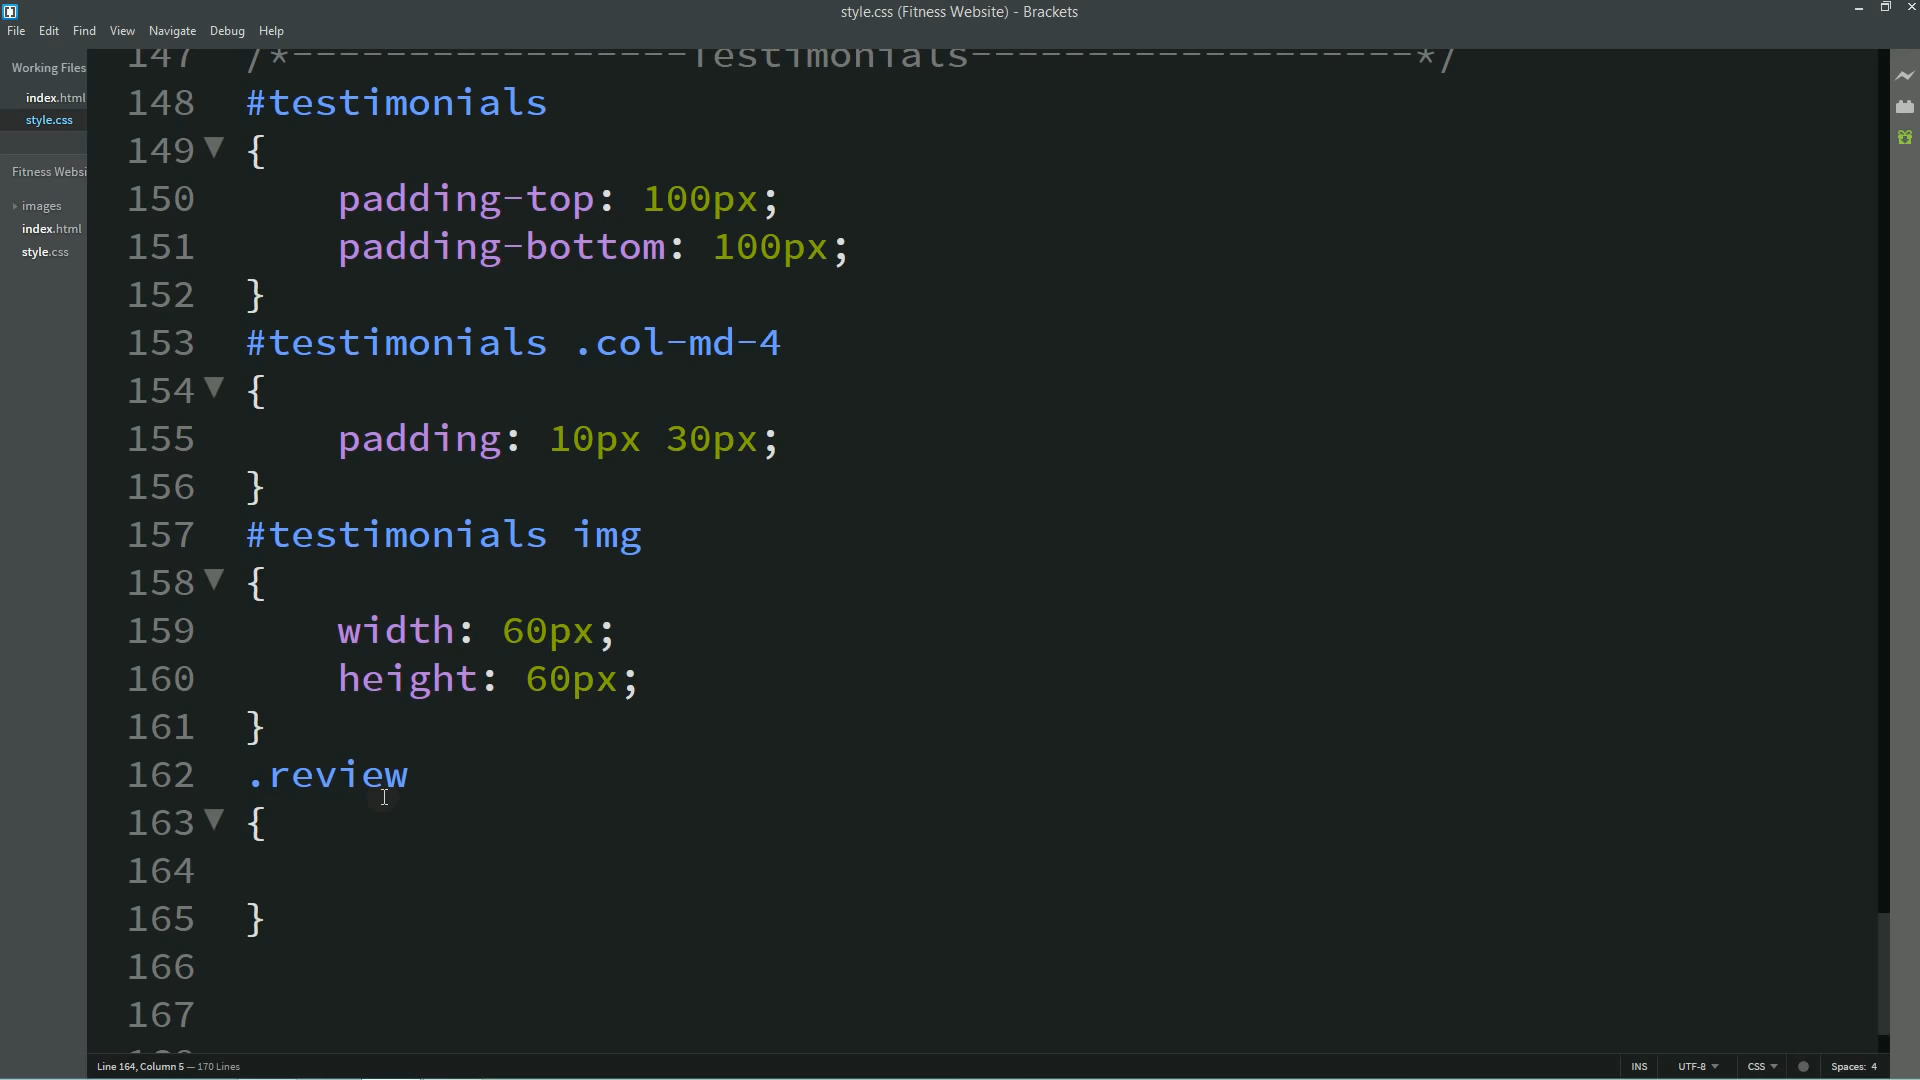 style.css (Fitness Website) - Brackets
File Edit Find View Navigate Debug Help
Working Files
index.html
style.css
Fitness Websi
images
index.html
style.css
147 /*-----------------Testimonials-------------------*/
148 #testimonials
149 {
150 padding-top: 100px;
151 padding-bottom: 100px;
152 }
153 #testimonials .col-md-4
154 {
155 padding: 10px 30px;
156 }
157 #testimonials img
158 {
159 width: 60px;
160 height: 60px;
161 }
162 .review
163 {
164
165 }
166
167
Line 164, Column 5 — 170 Lines
INS UTF-8 CSS Spaces: 4